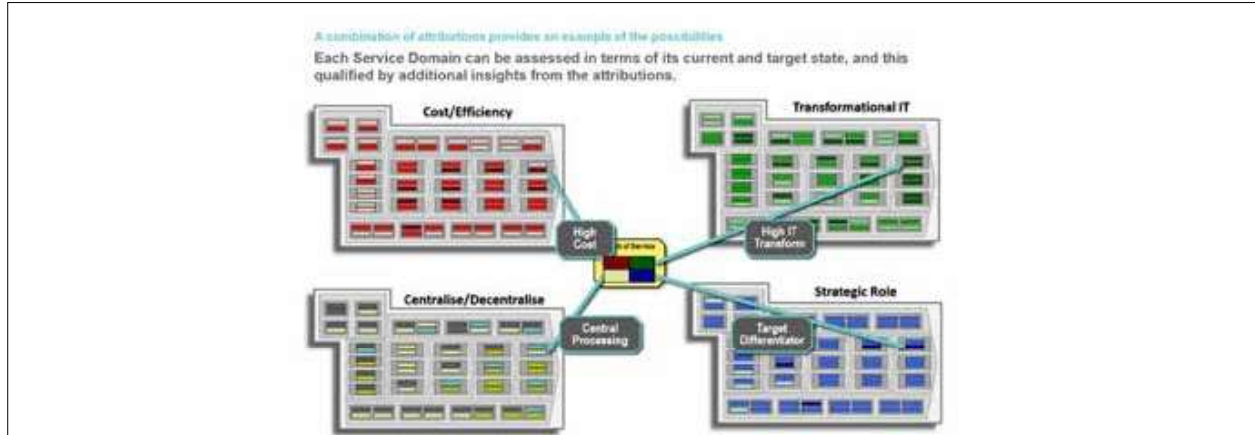 A combination of attributions provides an example of the possibilities
Each Service Domain can be assessed in terms of its current and target state, and this
qualified by additional insights from the attributions.
Cost/Efficiency
Transformational IT
High
Cost
High IT
Transform
of Service
Centralise/Decentralise
Strategic Role
Central
Processing
Target
Differentiator